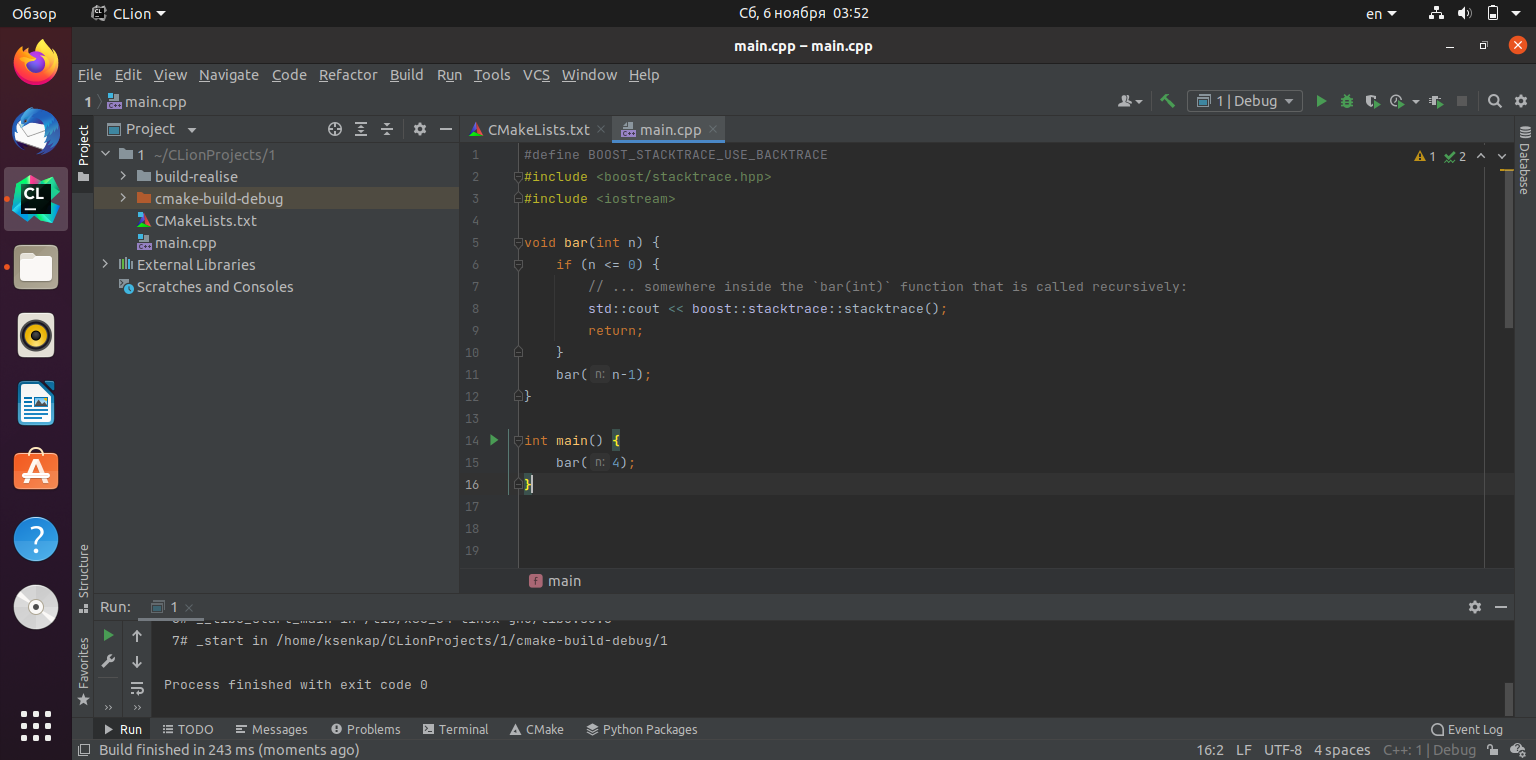 Обзор CLion Сб, 6 ноября 03:52 en
main.cpp – main.cpp
File Edit View Navigate Code Refactor Build Run Tools VCS Window Help
1 main.cpp 1 | Debug
Project
Project
CMakeLists.txt
main.cpp
Database
1 ~/CLionProjects/1
build-realise
cmake-build-debug
CMakeLists.txt
main.cpp
External Libraries
Scratches and Consoles
1 #define BOOST_STACKTRACE_USE_BACKTRACE
2 #include <boost/stacktrace.hpp>
3 #include <iostream>
4
5 void bar(int n) {
6 if (n <= 0) {
7 // ... somewhere inside the `bar(int)` function that is called recursively:
8 std::cout << boost::stacktrace::stacktrace();
9 return;
10 }
11 bar( n: n-1);
12 }
13
14 int main() {
15 bar( n: 4);
16 }
17
18
19
1 2
main
Structure
Favorites
Run: 1
7# _start in /home/ksenkap/CLionProjects/1/cmake-build-debug/1
Process finished with exit code 0
Run TODO Messages Problems Terminal CMake Python Packages Event Log
Build finished in 243 ms (moments ago) 16:2 LF UTF-8 4 spaces C++: 1 | Debug